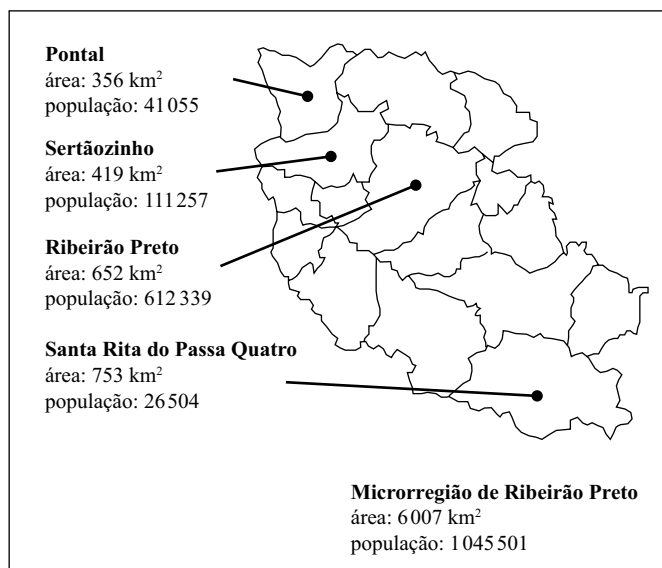 Pontal
área: 356 km²
população: 41 055
Sertãozinho
área: 419 km²
população: 111 257
Ribeirão Preto
área: 652 km²
população: 612 339
Santa Rita do Passa Quatro
área: 753 km²
população: 26 504
Microrregião de Ribeirão Preto
área: 6 007 km²
população: 1 045 501